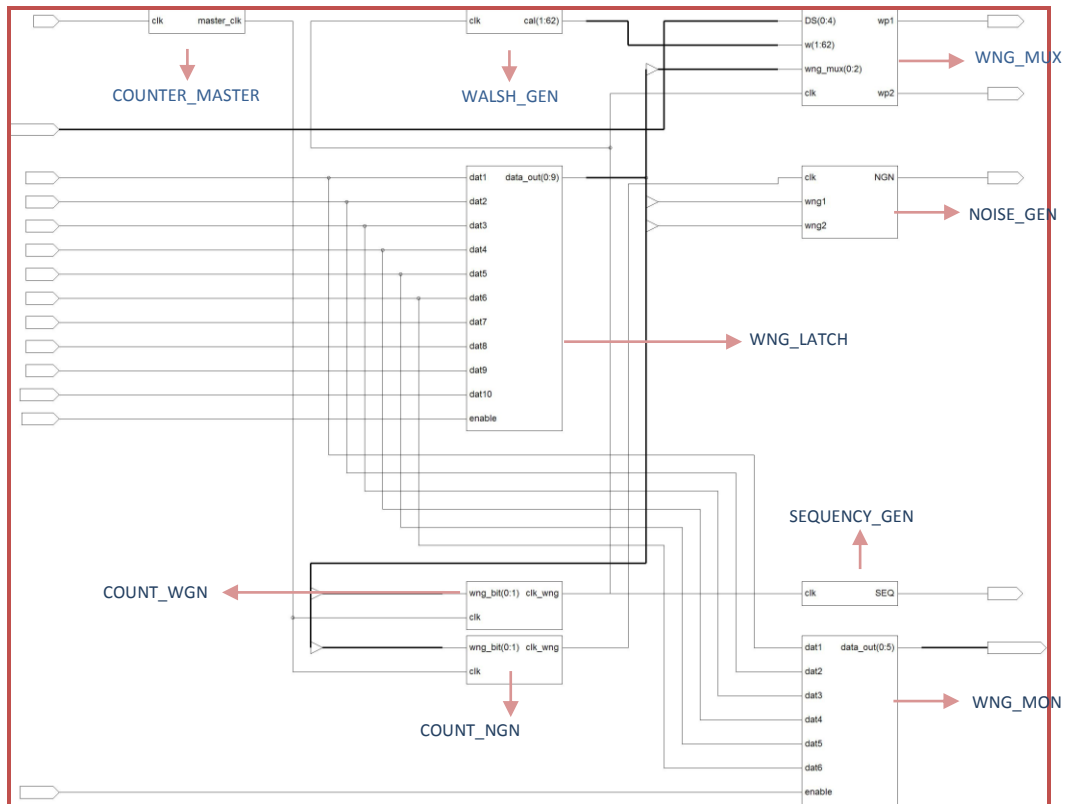 clk master_clk
COUNTER_MASTER
clk cal(1:62)
WALSH_GEN
DS(0:4) wp1
w(1:62)
wng_mux(0:2)
clk wp2
WNG_MUX
dat1 data_out(0:9)
dat2
dat3
dat4
dat5
dat6
dat7
dat8
dat9
dat10
enable
WNG_LATCH
clk NGN
wng1
wng2
NOISE_GEN
SEQUENCY_GEN
COUNT_WGN
wng_bit(0:1) clk_wng
clk
clk SEQ
wng_bit(0:1) clk_wng
clk
COUNT_NGN
dat1 data_out(0:5)
dat2
dat3
dat4
dat5
dat6
enable
WNG_MON